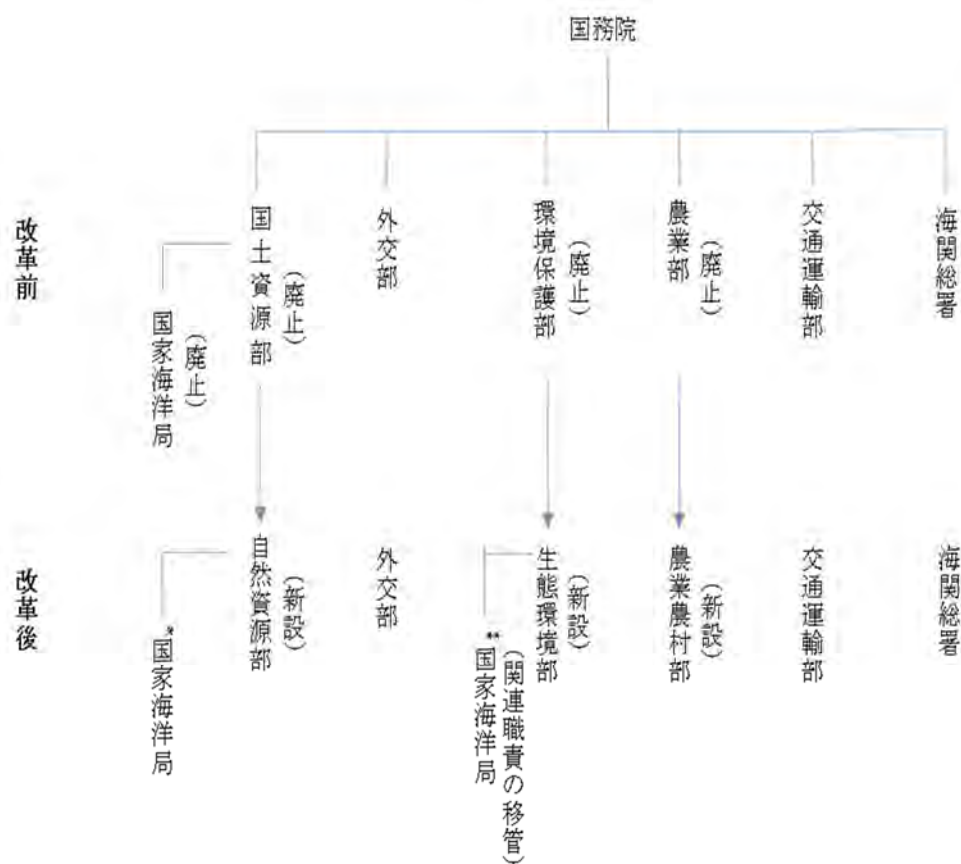 国務院
改革前
国土資源部
(廃止)
国家海洋局
(廃止)
外交部
環境保護部
(廃止)
農業部
(廃止)
交通運輸部
海関総署
改革後
自然資源部
(新設)
*国家海洋局
外交部
生態環境部
(新設)
**国家海洋局
(関連職責の移管)
農業農村部
(新設)
交通運輸部
海関総署